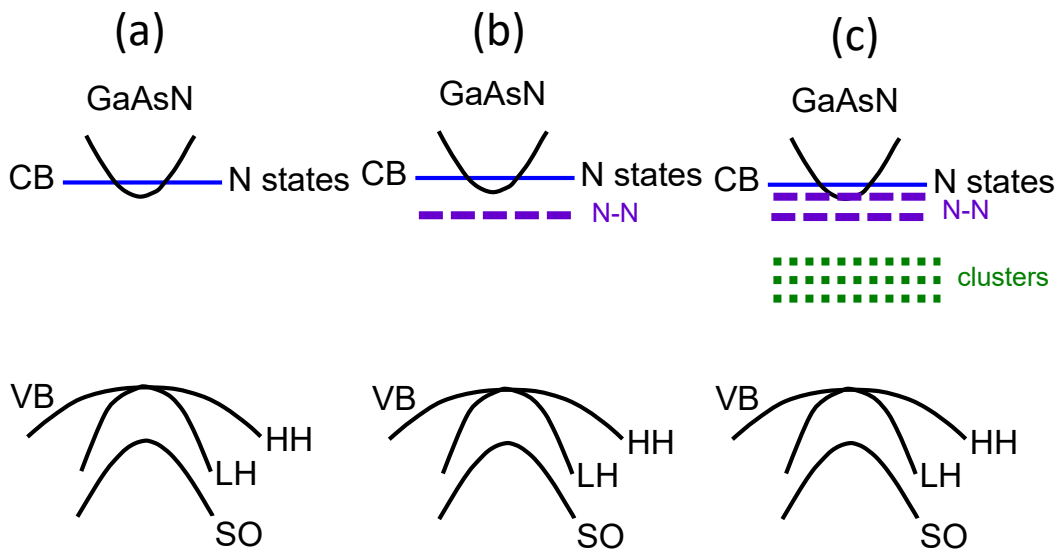 (a)
GaAsN
CB
N states
VB
HH
LH
SO
(b)
GaAsN
CB
N states
N-N
VB
HH
LH
SO
(c)
GaAsN
CB
N states
N-N
clusters
VB
HH
LH
SO